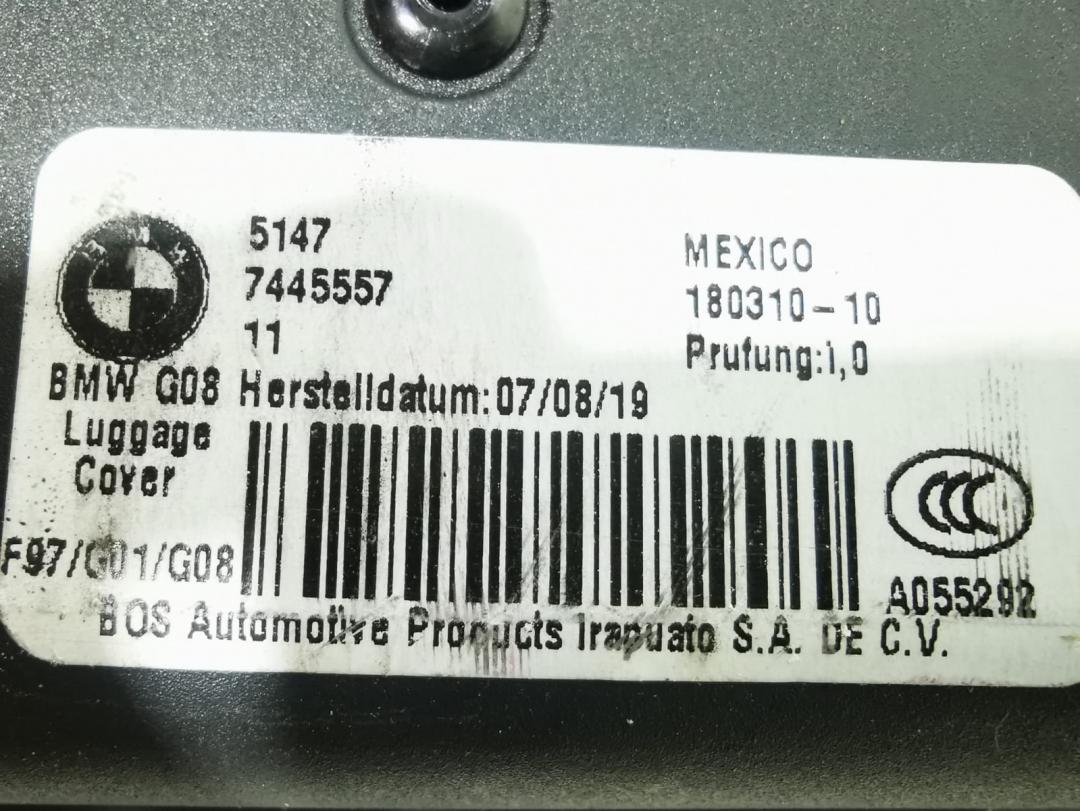 5147
7445557
11
MEXICO
180310-10
Prufung:i,0
BMW G08 Herstelldatum:07/08/19
Luggage
Cover
F97/G01/G08
CCC
A055292
BOS Automotive Products Irapuato S.A. DE C.V.